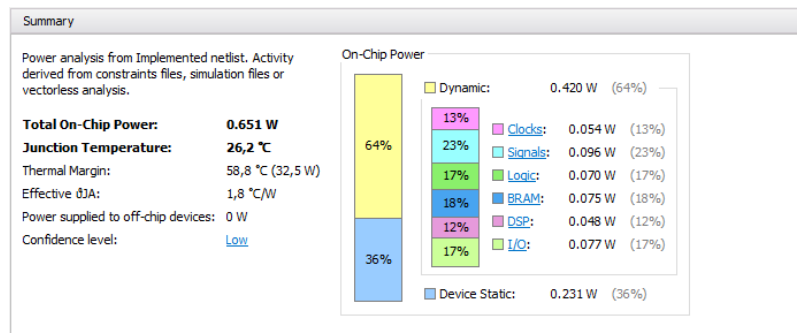 Summary
Power analysis from Implemented netlist. Activity
derived from constraints files, simulation files or
vectorless analysis.
Total On-Chip Power: 0.651 W
Junction Temperature: 26,2 °C
Thermal Margin: 58,8 °C (32,5 W)
Effective ϑJA: 1,8 °C/W
Power supplied to off-chip devices: 0 W
Confidence level: Low
On-Chip Power
64%
36%
Dynamic: 0.420 W (64%)
13%
23%
17%
18%
12%
17%
Clocks: 0.054 W (13%)
Signals: 0.096 W (23%)
Logic: 0.070 W (17%)
BRAM: 0.075 W (18%)
DSP: 0.048 W (12%)
I/O: 0.077 W (17%)
Device Static: 0.231 W (36%)